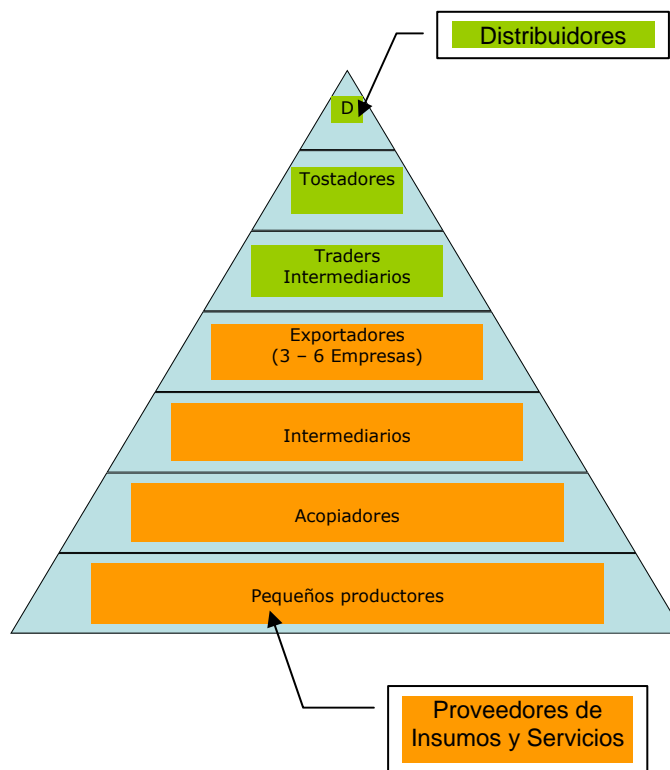 Distribuidores
D
Tostadores
Traders
Intermediarios
Exportadores
(3 – 6 Empresas)
Intermediarios
Acopiadores
Pequeños productores
Proveedores de
Insumos y Servicios